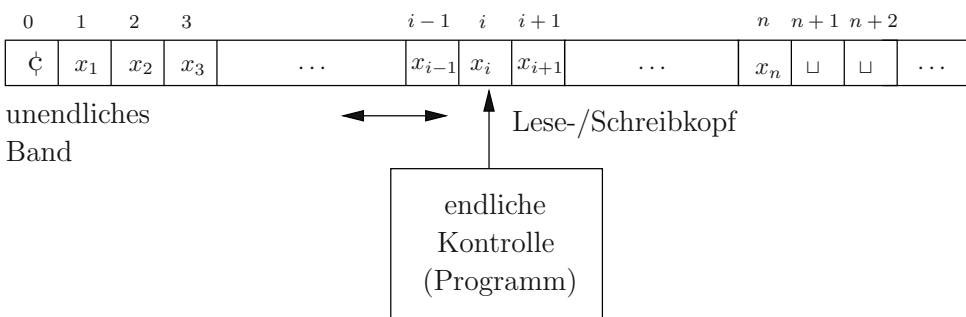 0 1 2 3 i − 1 i i + 1 n n + 1 n + 2
¢ x₁ x₂ x₃ ... xᵢ₋₁ xᵢ xᵢ₊₁ ... xₙ ⊔ ⊔ ...
unendliches
Band
Lese-/Schreibkopf
endliche
Kontrolle
(Programm)